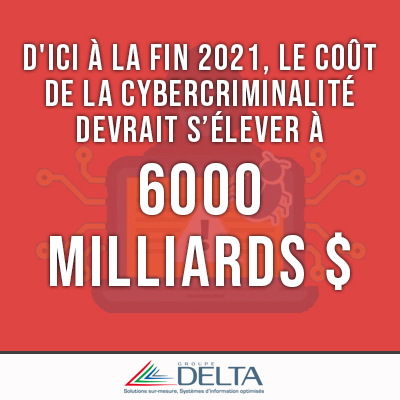 D'ICI À LA FIN 2021, LE COÛT
DE LA CYBERCRIMINALITÉ
DEVRAIT S’ÉLEVER À
6000
MILLIARDS $
GROUPE
DELTA
Solutions sur-mesure, Systèmes d'information optimisés